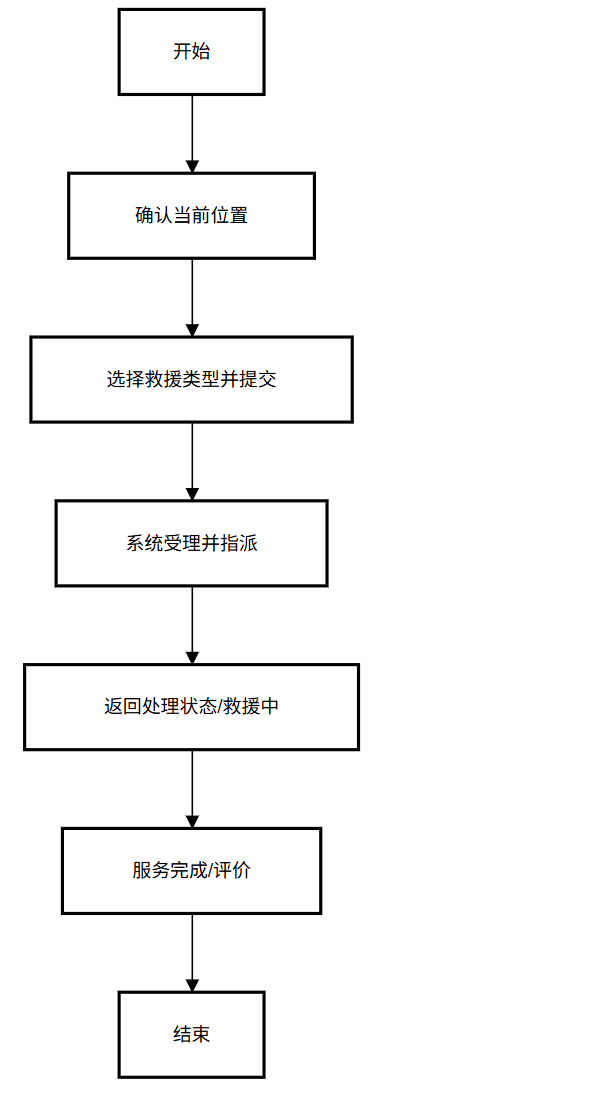 开始
确认当前位置
选择救援类型并提交
系统受理并指派
返回处理状态/救援中
服务完成/评价
结束